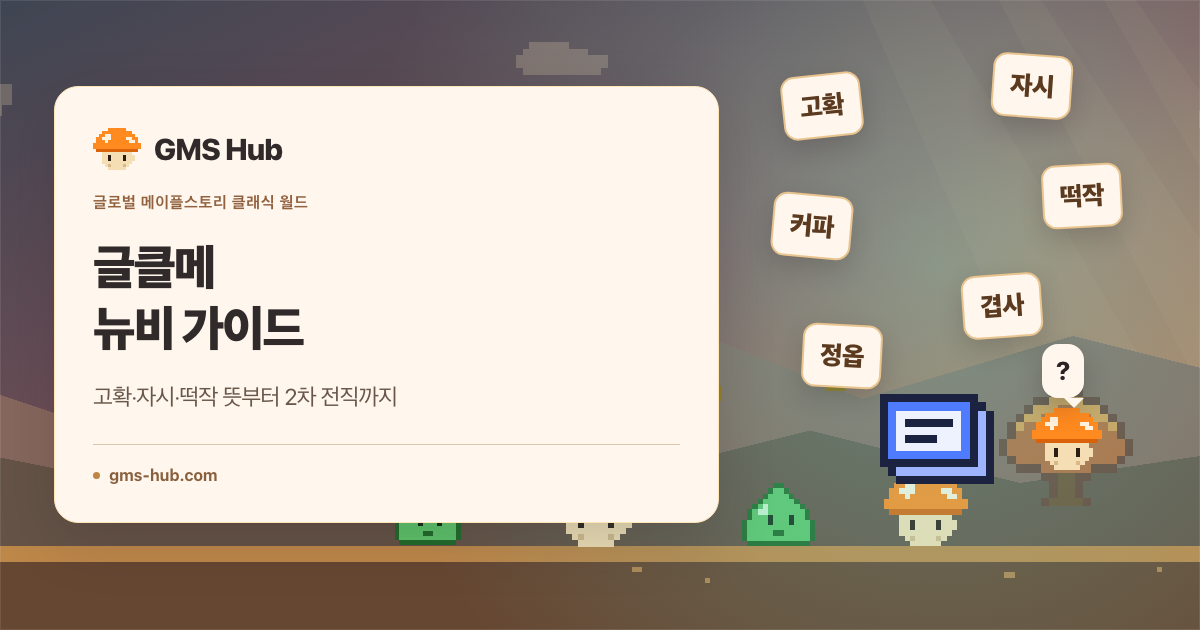 GMS Hub
글로벌 메이플스토리 클래식 월드
글클메
뉴비 가이드
고확·자시·떡작 뜻부터 2차 전직까지
gms-hub.com
고확
자시
떡작
커파
겹사
정옵
?